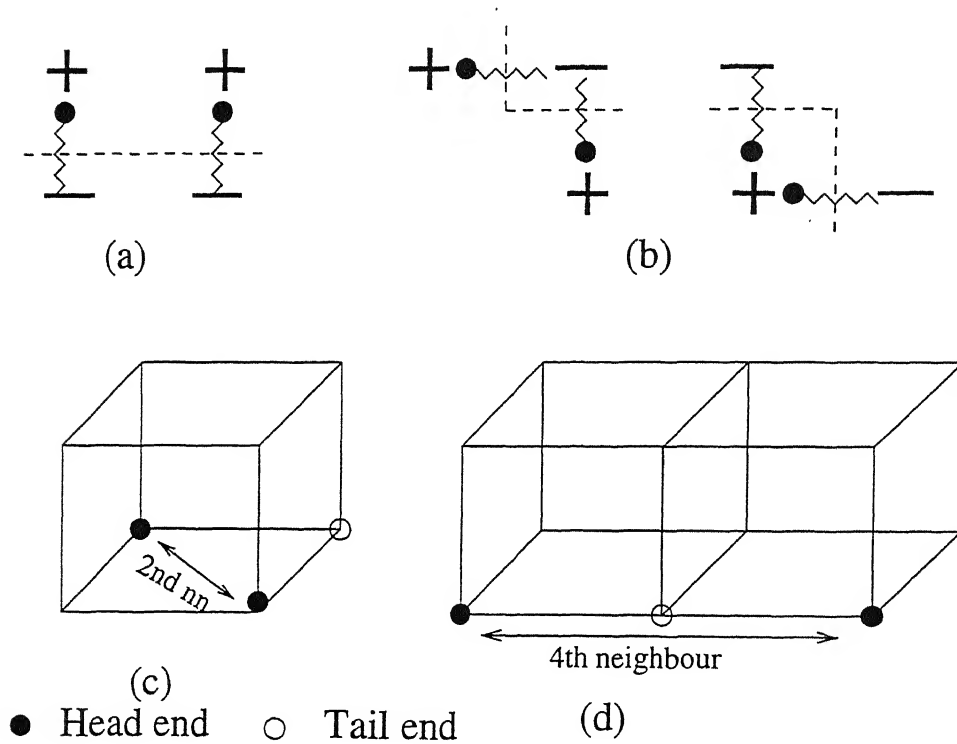 (a)
(b)
2nd nn
4th neighbour
(c)
(d)
Head end
Tail end